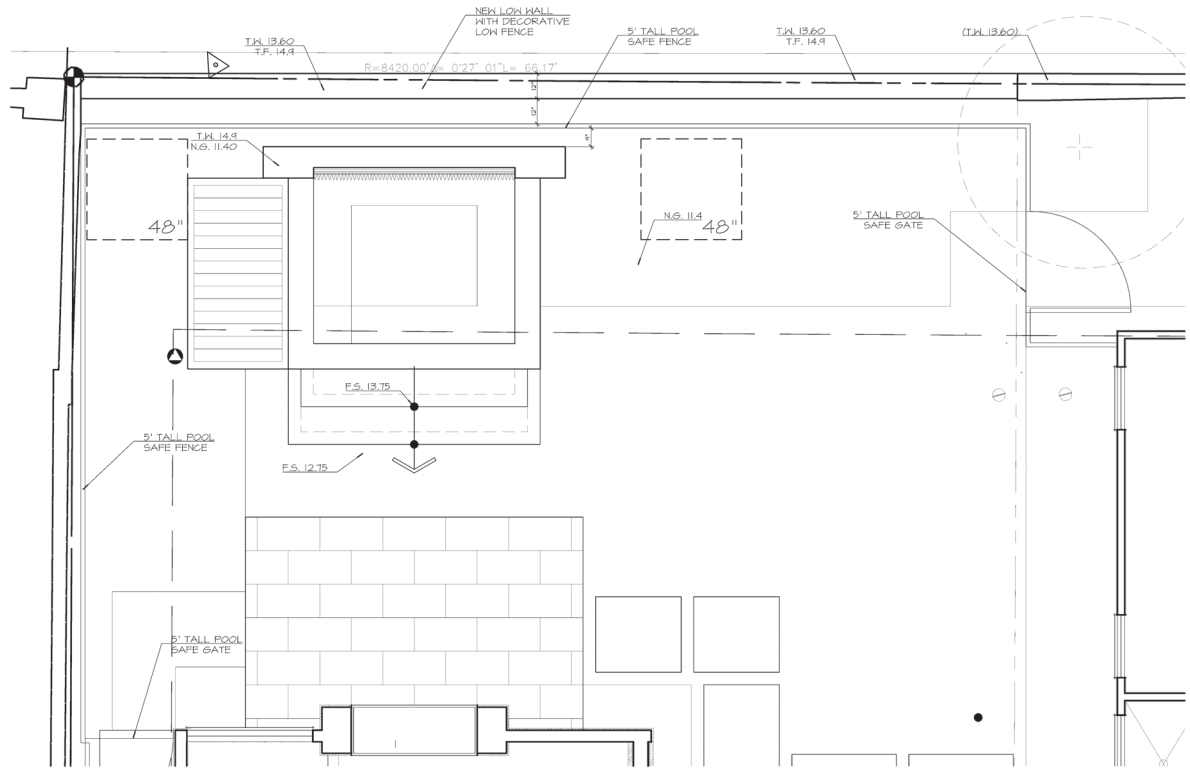 NEW LOW WALL
WITH DECORATIVE
LOW FENCE
5' TALL POOL
SAFE FENCE
T.W. 13.60
T.F. 14.9
T.W. 13.60
T.F. 14.9
(T.W. 13.60)
R=8420.00' Δ= 0°27' 01"L= 66.17'
12"
12"
T.W. 14.9
N.G. 11.40
48"
N.G. 11.4
48"
5' TALL POOL
SAFE GATE
F.S. 13.75
5' TALL POOL
SAFE FENCE
F.S. 12.75
5' TALL POOL
SAFE GATE